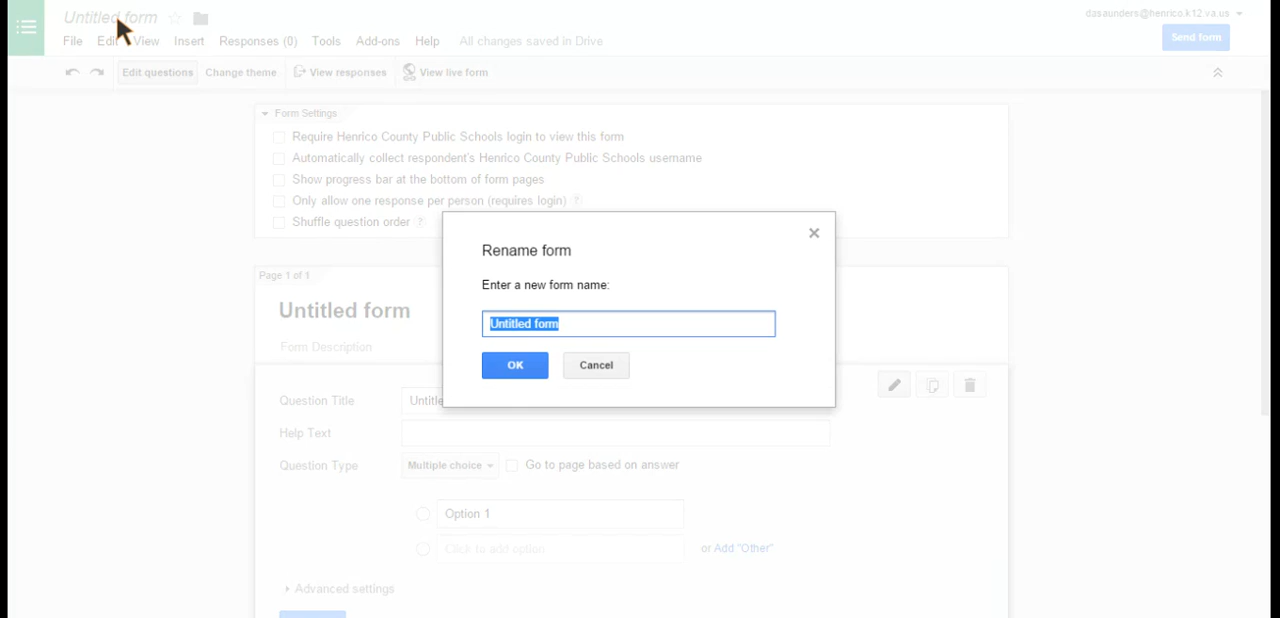 Untitled form
dasaunders@henrico.k12.va.us
File Edit View Insert Responses (0) Tools Add-ons Help All changes saved in Drive
Send form
Edit questions Change theme View responses View live form
Form Settings
Require Henrico County Public Schools login to view this form
Automatically collect respondent's Henrico County Public Schools username
Show progress bar at the bottom of form pages
Only allow one response per person (requires login) ?
Shuffle question order ?
Rename form
Enter a new form name:
Untitled form
OK Cancel
Page 1 of 1
Untitled form
Form Description
Question Title Untitle
Help Text
Question Type Multiple choice Go to page based on answer
Option 1
Click to add option or Add "Other"
Advanced settings